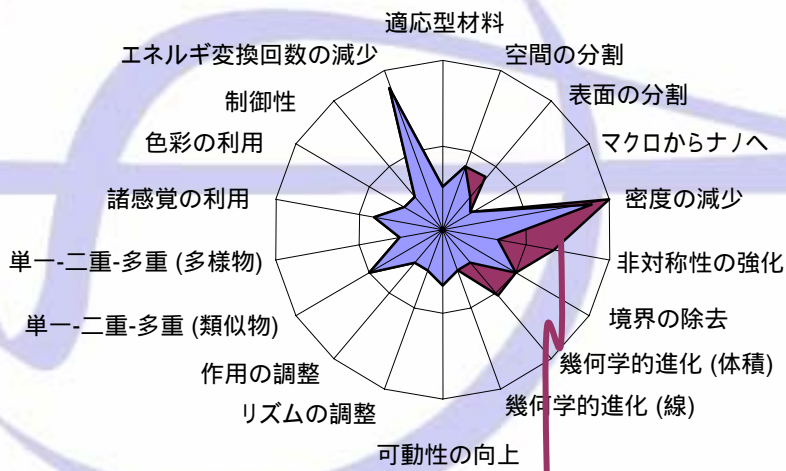 適応型材料
空間の分割
表面の分割
マクロからナノへ
密度の減少
非対称性の強化
境界の除去
幾何学的進化 (体積)
幾何学的進化 (線)
可動性の向上
リズムの調整
作用の調整
単一-二重-多重 (類似物)
単一-二重-多重 (多様物)
諸感覚の利用
色彩の利用
制御性
エネルギ変換回数の減少